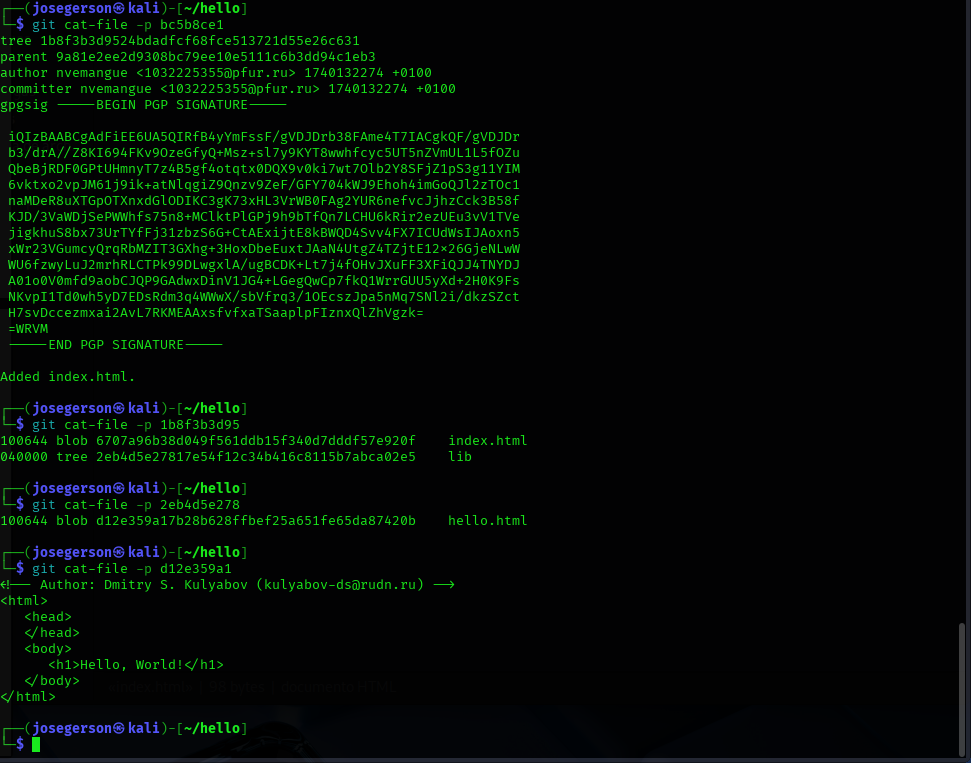 ┌──(josegerson㉿kali)-[~/hello]
└─$ git cat-file -p bc5b8ce1
tree 1b8f3b3d9524bdadfcf68fce513721d55e26c631
parent 9a81e2ee2d9308bc79ee10e5111c6b3dd94c1eb3
author nvemangue <1032225355@pfur.ru> 1740132274 +0100
committer nvemangue <1032225355@pfur.ru> 1740132274 +0100
gpgsig -----BEGIN PGP SIGNATURE-----

 iQIzBAABCgAdFiEE6UA5QIRfB4yYmFssF/gVDJDrb38FAme4T7IACgkQF/gVDJDr
 b3/drA//Z8KI694FKv9OzeGfyQ+Msz+sl7y9KYT8wwhfcyc5UT5nZVmUL1L5fOZu
 QbeBjRDF0GPtUHmnyT7z4B5gf4otqtx0DQX9v0ki7wt7Olb2Y8SFjZ1pS3g11YIM
 6vktxo2vpJM61j9ik+atNlqgiZ9Qnzv9ZeF/GFY704kWJ9Ehoh4imGoQJl2zTOc1
 naMDeR8uXTGpOTXnxdGlODIKC3gK73xHL3VrWB0FAg2YUR6nefvcJjhzCck3B58f
 KJD/3VaWDjSePWWhfs75n8+MClktPlGPj9h9bTfQn7LCHU6kRir2ezUEu3vV1TVe
 jigkhuS8bx73UrTYfFj31zbzS6G+CtAExijtE8kBWQD4Svv4FX7ICUdWsIJAoxn5
 xWr23VGumcyQrqRbMZIT3GXhg+3HoxDbeEuxtJAaN4UtgZ4TZjtE12×26GjeNLwW
 WU6fzwyLuJ2mrhRLCTPk99DLwgxlA/ugBCDK+Lt7j4fOHvJXuFF3XFiQJJ4TNYDJ
 A01o0V0mfd9aobCJQP9GAdwxDinV1JG4+LGegQwCp7fkQ1WrrGUU5yXd+2H0K9Fs
 NKvpI1Td0wh5yD7EDsRdm3q4WWwX/sbVfrq3/1OEcszJpa5nMq7SNl2i/dkzSZct
 H7svDccezmxai2AvL7RKMEAAxsfvfxaTSaaplpFIznxQlZhVgzk=
 =WRVM
 -----END PGP SIGNATURE-----

Added index.html.

┌──(josegerson㉿kali)-[~/hello]
└─$ git cat-file -p 1b8f3b3d95
100644 blob 6707a96b38d049f561ddb15f340d7dddf57e920f    index.html
040000 tree 2eb4d5e27817e54f12c34b416c8115b7abca02e5    lib

┌──(josegerson㉿kali)-[~/hello]
└─$ git cat-file -p 2eb4d5e278
100644 blob d12e359a17b28b628ffbef25a651fe65da87420b    hello.html

┌──(josegerson㉿kali)-[~/hello]
└─$ git cat-file -p d12e359a1
<!-- Author: Dmitry S. Kulyabov (kulyabov-ds@rudn.ru) -->
<html>
   <head>
   </head>
   <body>
      <h1>Hello, World!</h1>
   </body>
</html>

┌──(josegerson㉿kali)-[~/hello]
└─$